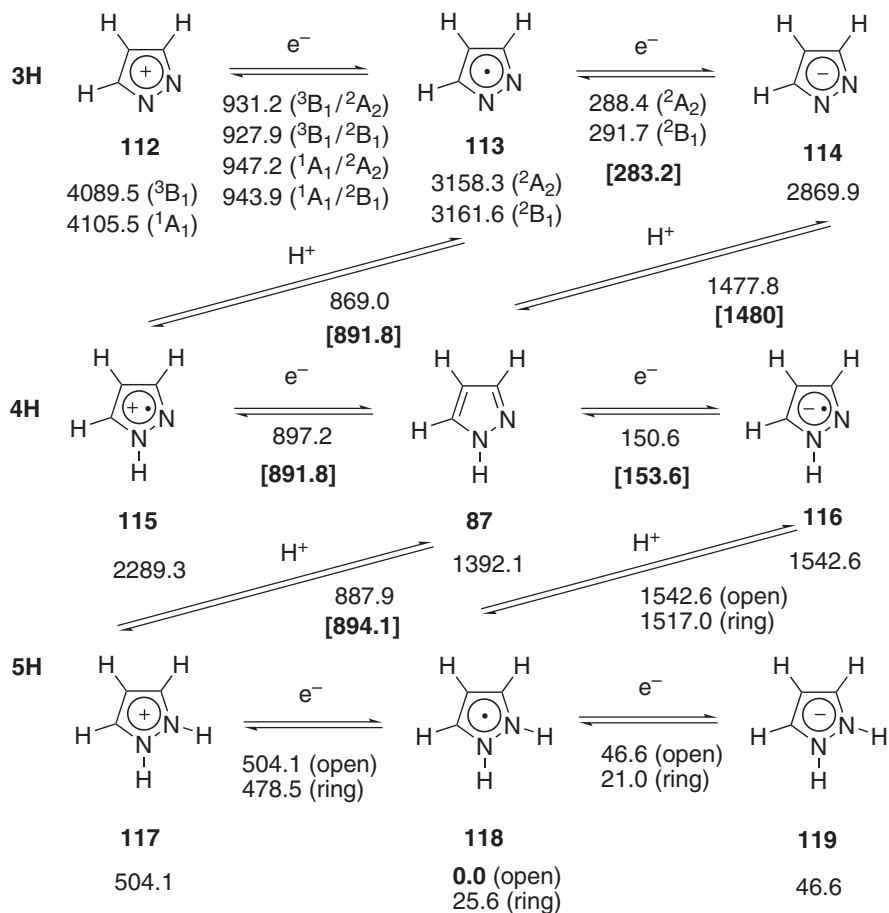 H H H H H H
e⁻ e⁻
3H H + N N H • N N H − N N
931.2 (³B₁/²A₂) 288.4 (²A₂)
112 927.9 (³B₁/²B₁) 113 291.7 (²B₁) 114
947.2 (¹A₁/²A₂) [283.2]
4089.5 (³B₁) 943.9 (¹A₁/²B₁) 3158.3 (²A₂) 2869.9
4105.5 (¹A₁) 3161.6 (²B₁)
H⁺ H⁺
869.0 1477.8
[891.8] [1480]
H H H H H H
e⁻ e⁻
4H H +• N N H N N H −• N N
897.2 150.6
H H H
[891.8] [153.6]
115 87 116
H⁺ H⁺
2289.3 1392.1 1542.6
887.9 1542.6 (open)
[894.1] 1517.0 (ring)
5H H H H H H H
e⁻ e⁻
H + N N H H • N N H H − N N H
504.1 (open) 46.6 (open)
H H H
478.5 (ring) 21.0 (ring)
117 118 119
504.1 0.0 (open) 46.6
25.6 (ring)